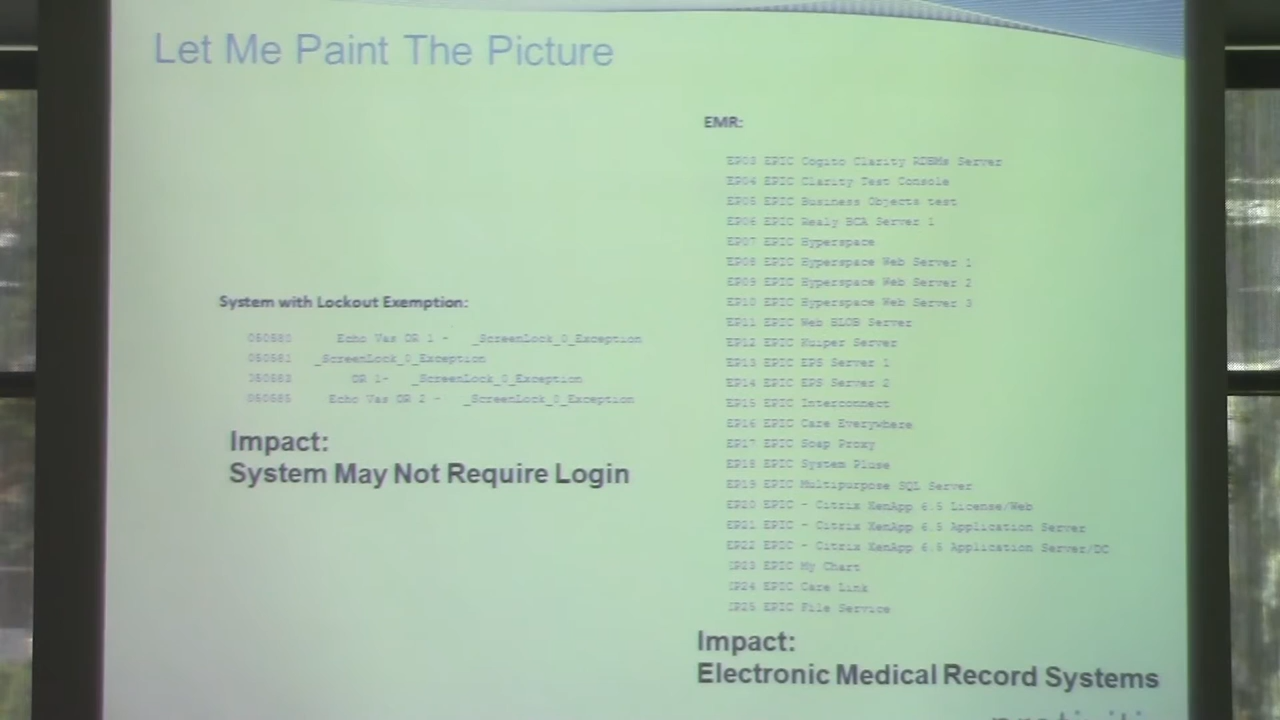 Let Me Paint The Picture
System with Lockout Exemption:
Echo Vas OR 1 - _ScreenLock_0_Exception
_ScreenLock_0_Exception
OR 1- _ScreenLock_0_Exception
Echo Vas OR 2 - _ScreenLock_0_Exception
Impact:
System May Not Require Login
EMR:
EP03 EPIC Cogito Clarity RDBMs Server
EP04 EPIC Clarity Test Console
EP05 EPIC Business Objects test
EP06 EPIC Realy BCA Server 1
EP07 EPIC Hyperspace
EP08 EPIC Hyperspace Web Server 1
EP09 EPIC Hyperspace Web Server 2
EP10 EPIC Hyperspace Web Server 3
EP11 EPIC Web BLOB Server
EP12 EPIC Kuiper Server
EP13 EPIC EPS Server 1
EP14 EPIC EPS Server 2
EP15 EPIC Interconnect
EP16 EPIC Care Everywhere
EP17 EPIC Soap Proxy
EP18 EPIC System Pluse
EP19 EPIC Multipurpose SQL Server
EP20 EPIC - Citrix XenApp 6.5 License/Web
EP21 EPIC - Citrix XenApp 6.5 Application Server
EP22 EPIC - Citrix XenApp 6.5 Application Server/DC
EP23 EPIC My Chart
EP24 EPIC Care Link
EP25 EPIC File Service
Impact:
Electronic Medical Record Systems